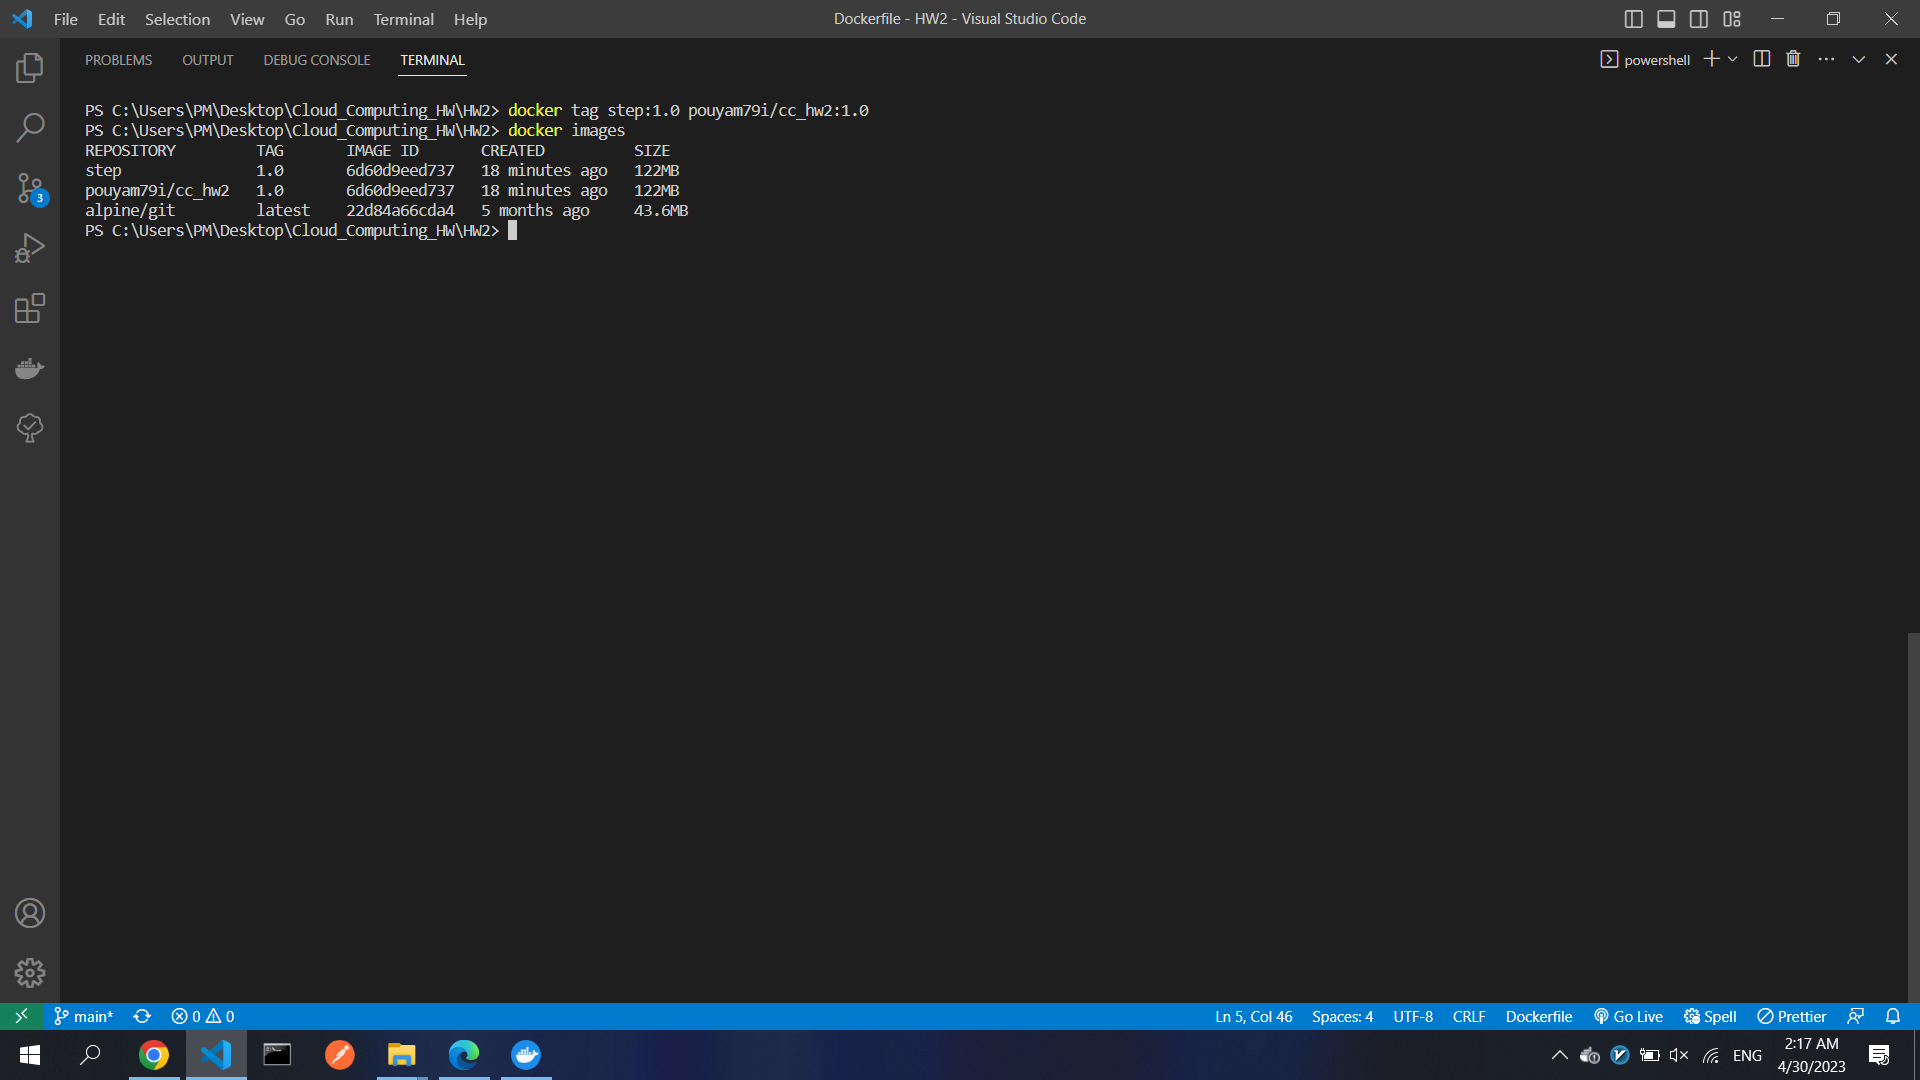 File Edit Selection View Go Run Terminal Help
Dockerfile - HW2 - Visual Studio Code
PROBLEMS OUTPUT DEBUG CONSOLE TERMINAL
powershell
PS C:\Users\PM\Desktop\Cloud_Computing_HW\HW2> docker tag step:1.0 pouyam79i/cc_hw2:1.0
PS C:\Users\PM\Desktop\Cloud_Computing_HW\HW2> docker images
REPOSITORY TAG IMAGE ID CREATED SIZE
step 1.0 6d60d9eed737 18 minutes ago 122MB
pouyam79i/cc_hw2 1.0 6d60d9eed737 18 minutes ago 122MB
alpine/git latest 22d84a66cda4 5 months ago 43.6MB
PS C:\Users\PM\Desktop\Cloud_Computing_HW\HW2>
3
main* 0 0
Ln 5, Col 46 Spaces: 4 UTF-8 CRLF Dockerfile Go Live Spell Prettier
ENG
2:17 AM
4/30/2023